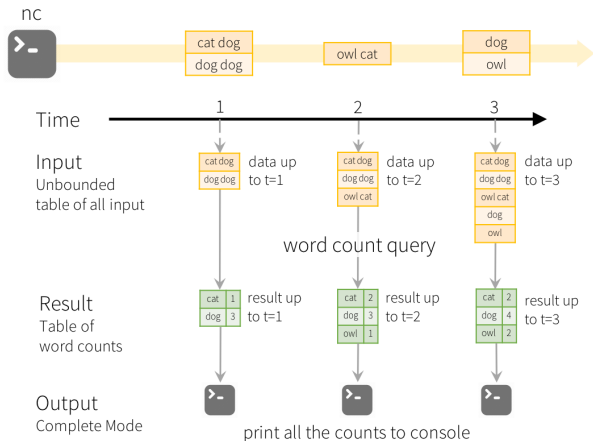 nc
cat dog
dog dog
owl cat
dog
owl
Time
1
2
3
Input
Unbounded
table of all input
cat dog
dog dog
data up
to t=1
cat dog
dog dog
owl cat
data up
to t=2
cat dog
dog dog
owl cat
dog
owl
data up
to t=3
word count query
Result
Table of
word counts
cat 1
dog 3
result up
to t=1
cat 2
dog 3
owl 1
result up
to t=2
cat 2
dog 4
owl 2
result up
to t=3
Output
Complete Mode
print all the counts to console